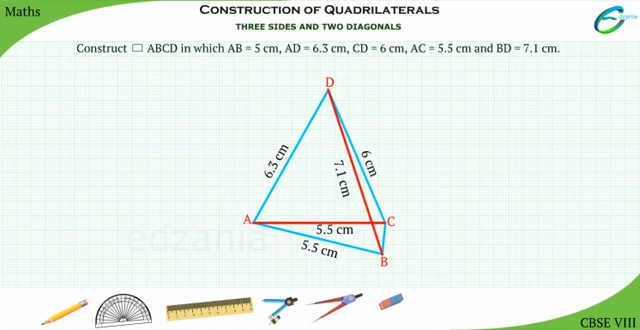 Maths
CONSTRUCTION OF QUADRILATERALS
THREE SIDES AND TWO DIAGONALS
edzania
Construct □ ABCD in which AB = 5 cm, AD = 6.3 cm, CD = 6 cm, AC = 5.5 cm and BD = 7.1 cm.
D
6.3 cm
7.1 cm
6 cm
A
C
5.5 cm
5.5 cm
B
edzania
CBSE VIII